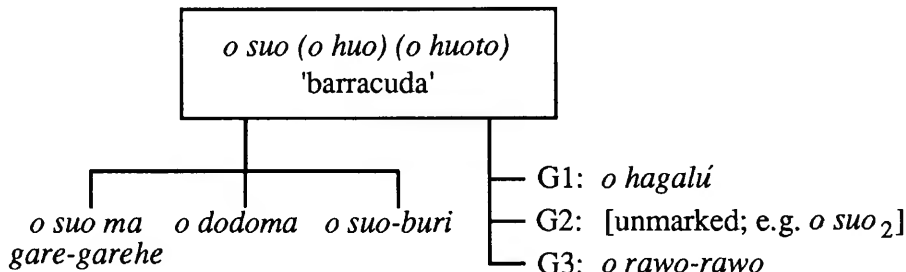 o suo (o huo) (o huoto)
'barracuda'
G1: o hagalú
o suo ma o dodoma o suo-buri G2: [unmarked; e.g. o suo₂]
gare-garehe G3: o rawo-rawo